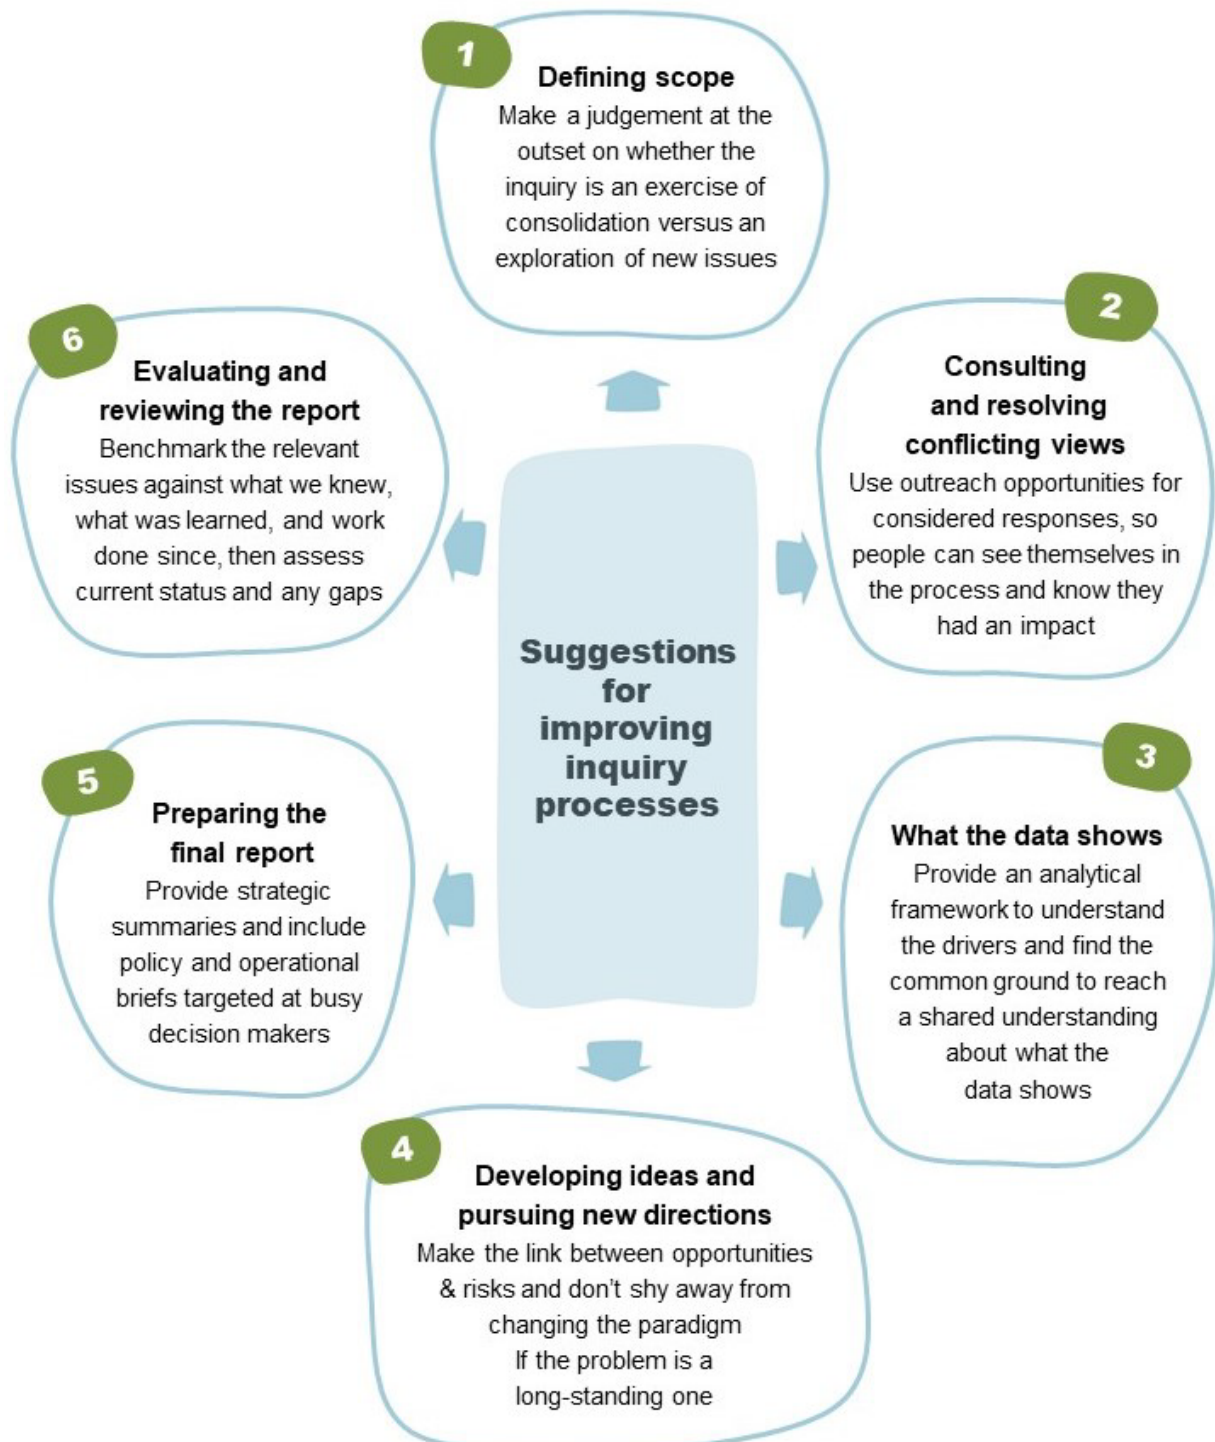 1
Defining scope
Make a judgement at the
outset on whether the
inquiry is an exercise of
consolidation versus an
exploration of new issues
2
Consulting
and resolving
conflicting views
Use outreach opportunities for
considered responses, so
people can see themselves in
the process and know they
had an impact
3
What the data shows
Provide an analytical
framework to understand
the drivers and find the
common ground to reach
a shared understanding
about what the
data shows
4
Developing ideas and
pursuing new directions
Make the link between opportunities
& risks and don't shy away from
changing the paradigm
If the problem is a
long-standing one
5
Preparing the
final report
Provide strategic
summaries and include
policy and operational
briefs targeted at busy
decision makers
6
Evaluating and
reviewing the report
Benchmark the relevant
issues against what we knew,
what was learned, and work
done since, then assess
current status and any gaps
Suggestions
for
improving
inquiry
processes